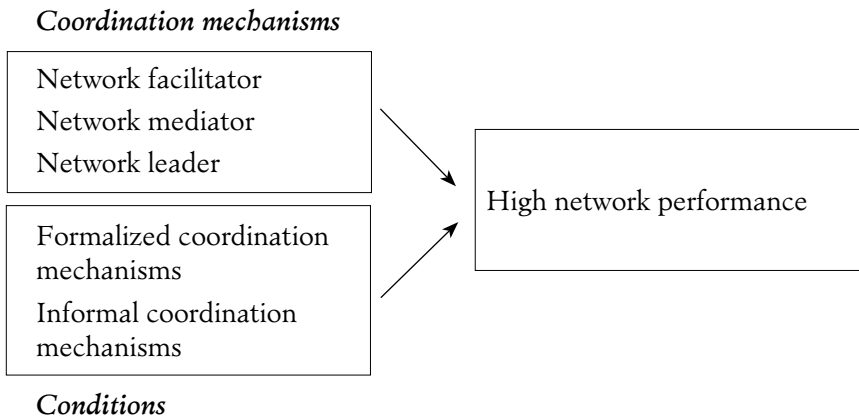 Coordination mechanisms
Network facilitator
Network mediator
Network leader
High network performance
Formalized coordination
mechanisms
Informal coordination
mechanisms
Conditions